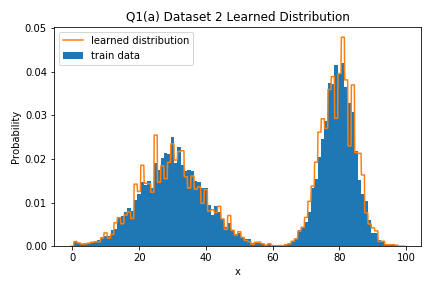 Q1(a) Dataset 2 Learned Distribution
learned distribution
train data
Probability
0.05
0.04
0.03
0.02
0.01
0.00
0
20
40
60
80
100
x